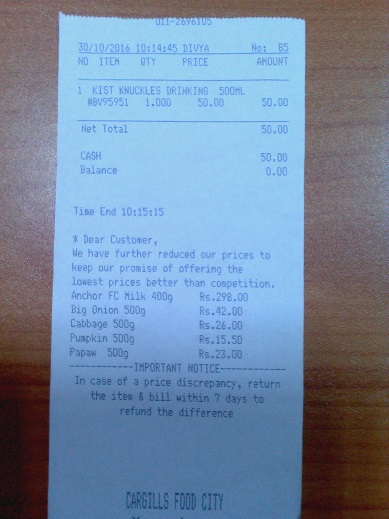 011-2696105
30/10/2016 10:14:45 DIVYA No: B5
NO ITEM QTY PRICE AMOUNT
1 KIST KNUCKLES DRINKING 500ML
WBV95951 1.000 50.00 50.00
Net Total 50.00
CASH 50.00
Balance 0.00
Time End 10:15:15
* Dear Customer,
We have further reduced our prices to
keep our promise of offering the
lowest prices better than competition.
Anchor FC Milk 400g Rs.298.00
Big Onion 500g Rs.42.00
Cabbage 500g Rs.26.00
Pumpkin 500g Rs.15.50
Papaw 500g Rs.23.00
------------IMPORTANT NOTICE------------
In case of a price discrepancy, return
the item & bill within 7 days to
refund the difference
CARGILLS FOOD CITY